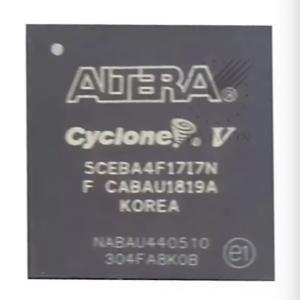 ALTERA®
Cyclone® V
5CEBA4F17I7N
F CABAU1819A
KOREA
NABAU440510
304FA8K0B
e1